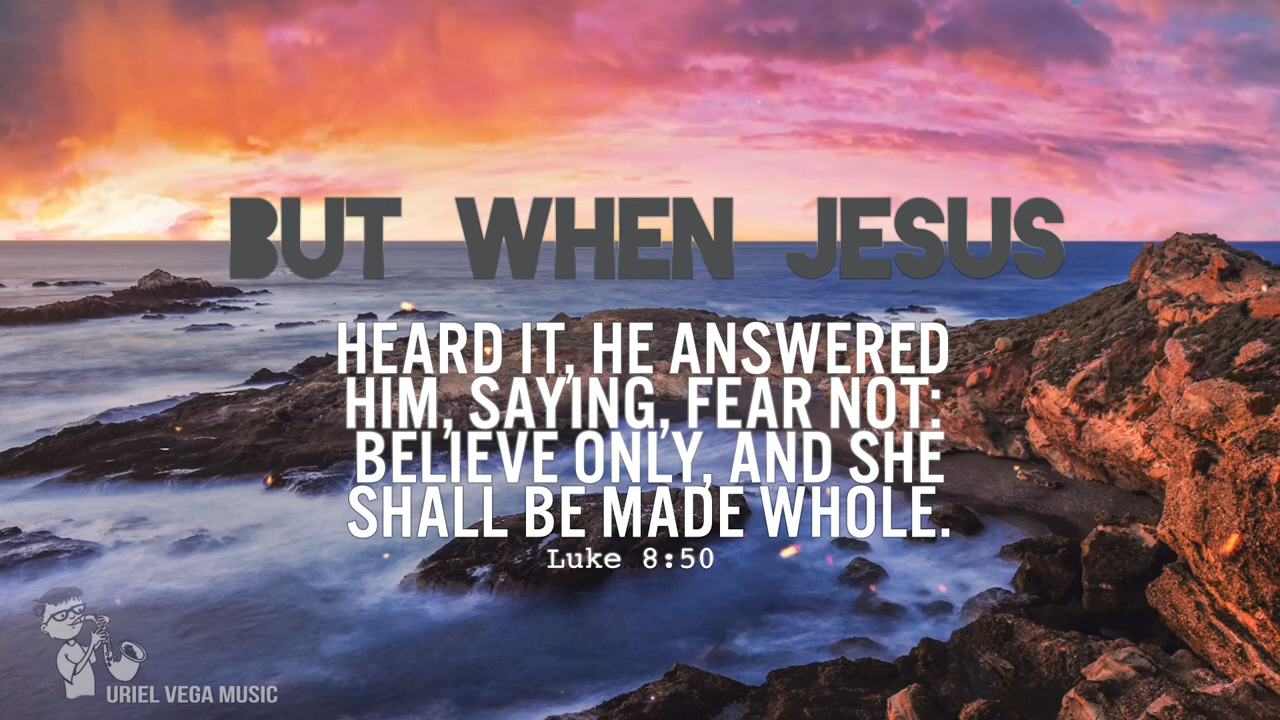 BUT WHEN JESUS
HEARD IT, HE ANSWERED
HIM, SAYING, FEAR NOT:
BELIEVE ONLY, AND SHE
SHALL BE MADE WHOLE.
Luke 8:50
URIEL VEGA MUSIC